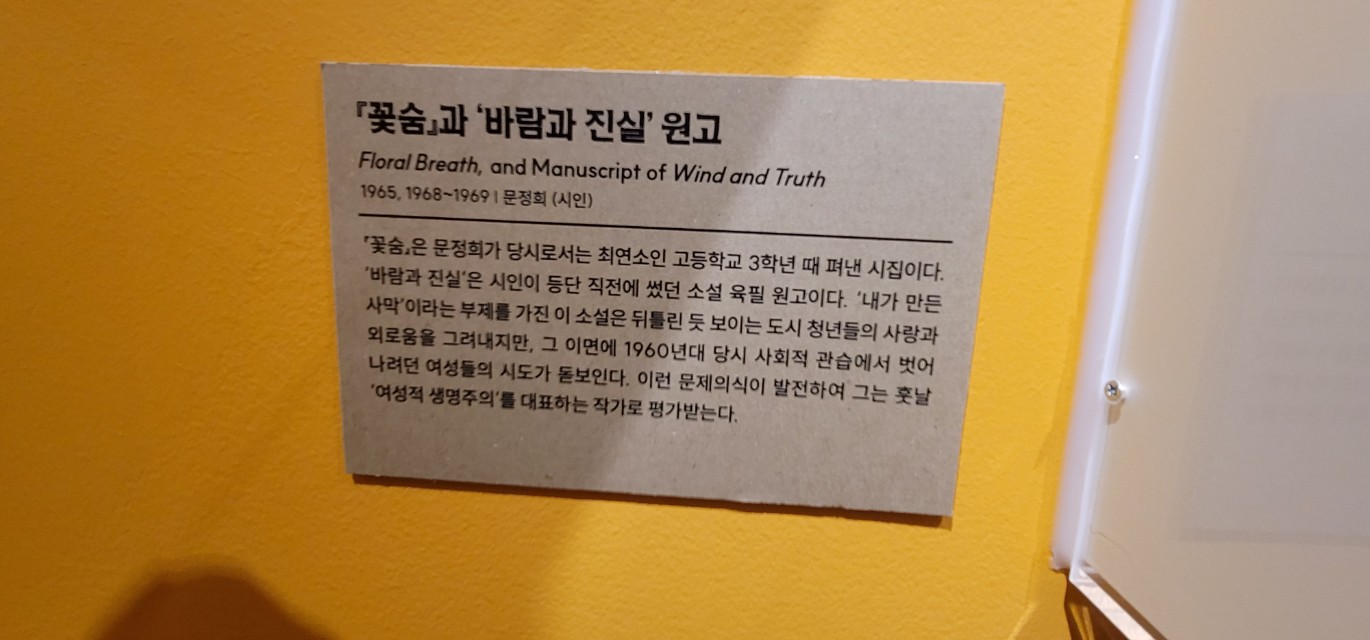 『꽃숨』과 ‘바람과 진실’ 원고
Floral Breath, and Manuscript of Wind and Truth
1965, 1968~1969 | 문정희 (시인)
『꽃숨』은 문정희가 당시로서는 최연소인 고등학교 3학년 때 펴낸 시집이다.
‘바람과 진실’은 시인이 등단 직전에 썼던 소설 육필 원고이다. ‘내가 만든
사막’이라는 부제를 가진 이 소설은 뒤틀린 듯 보이는 도시 청년들의 사랑과
외로움을 그려내지만, 그 이면에 1960년대 당시 사회적 관습에서 벗어
나려던 여성들의 시도가 돋보인다. 이런 문제의식이 발전하여 그는 훗날
‘여성적 생명주의’를 대표하는 작가로 평가받는다.